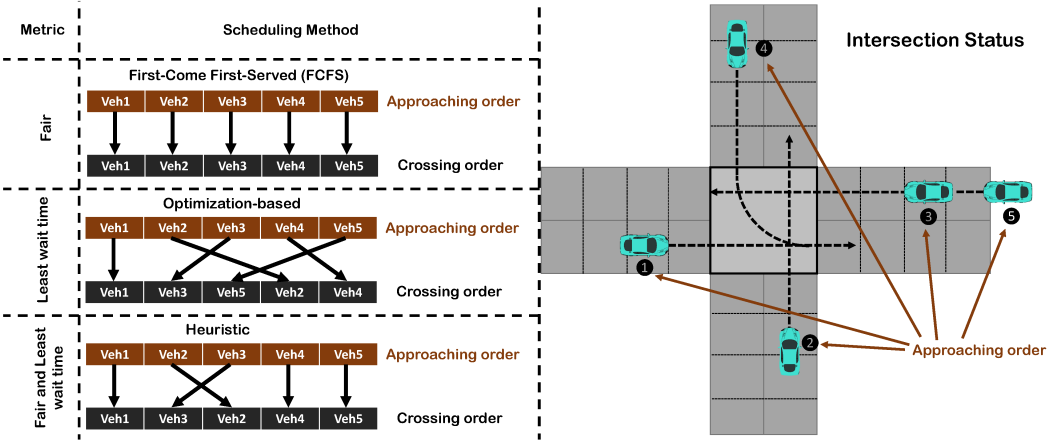 Metric
Scheduling Method
Fair
First-Come First-Served (FCFS)
Veh1 Veh2 Veh3 Veh4 Veh5 Approaching order
Veh1 Veh2 Veh3 Veh4 Veh5 Crossing order
Least wait time
Optimization-based
Veh1 Veh2 Veh3 Veh4 Veh5 Approaching order
Veh1 Veh3 Veh5 Veh2 Veh4 Crossing order
Fair and Least
wait time
Heuristic
Veh1 Veh2 Veh3 Veh4 Veh5 Approaching order
Veh1 Veh3 Veh2 Veh4 Veh5 Crossing order
Intersection Status
4
3
5
1
2
Approaching order